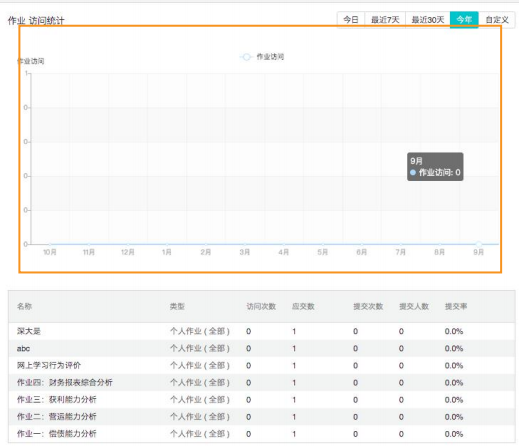 作业 访问统计 今日 最近7天 最近30天 今年 自定义
作业访问
作业访问
1
0
0
0
0
0
9月
作业访问: 0
10月 11月 12月 1月 2月 3月 4月 5月 6月 7月 8月 9月
名称 类型 访问次数 应交数 提交次数 提交人数 提交率
深大是 个人作业 ( 全部 ) 0 1 0 0 0.0%
abc 个人作业 ( 全部 ) 0 1 0 0 0.0%
网上学习行为评价 个人作业 ( 全部 ) 0 1 0 0 0.0%
作业四：财务报表综合分析 个人作业 ( 全部 ) 0 1 0 0 0.0%
作业三：获利能力分析 个人作业 ( 全部 ) 0 1 0 0 0.0%
作业二：营运能力分析 个人作业 ( 全部 ) 0 1 0 0 0.0%
作业一：偿债能力分析 个人作业 ( 全部 ) 0 1 0 0 0.0%